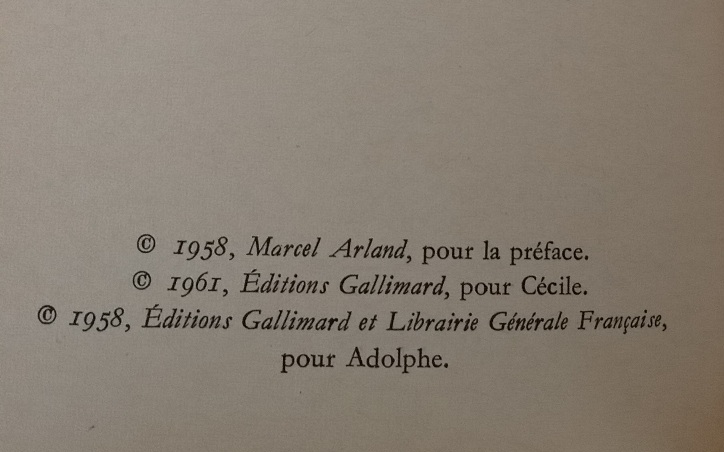 © 1958, Marcel Arland, pour la préface.
© 1961, Éditions Gallimard, pour Cécile.
© 1958, Éditions Gallimard et Librairie Générale Française,
pour Adolphe.